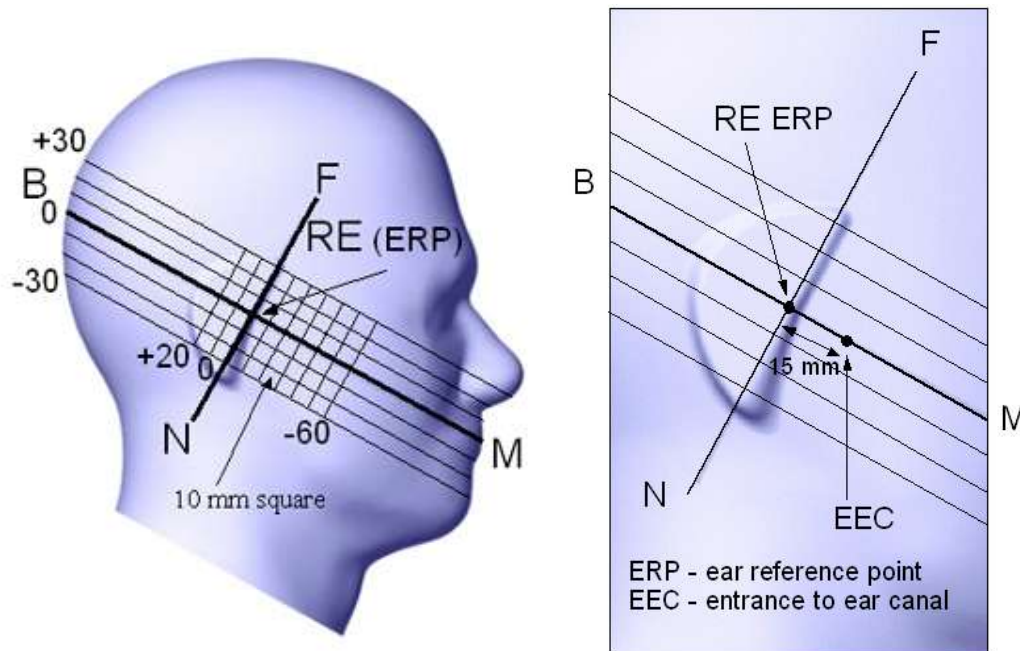 +30
B
0
-30
F
RE (ERP)
+20
0
N
-60
M
10 mm square
F
RE ERP
B
15 mm
M
N
EEC
ERP - ear reference point
EEC - entrance to ear canal